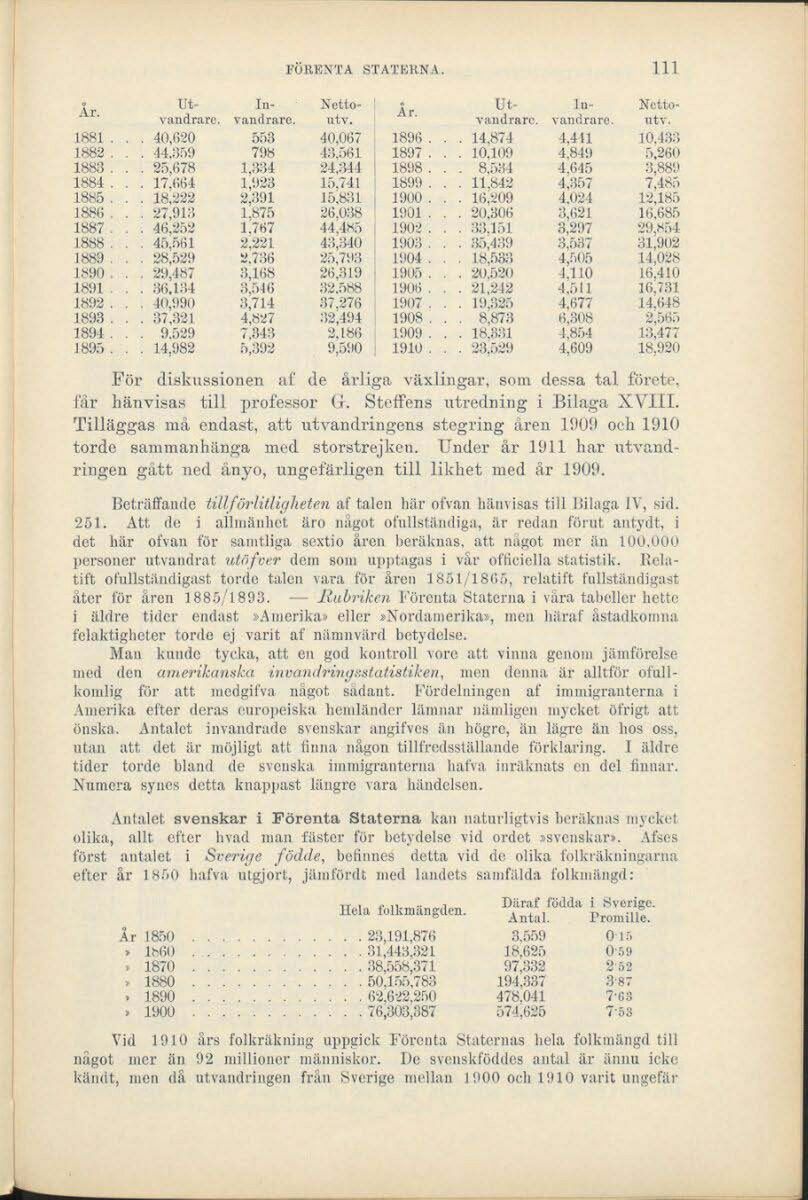 FÖRENTA STATERNA. 111
År. Ut- In- Netto- År. Ut- In- Netto-
vandrare. vandrare. utv. vandrare. vandrare. utv.
1881 . . . 40,620 553 40,067 1896 . . . 14,874 4,441 10,433
1882 . . . 44,359 798 43,561 1897 . . . 10,109 4,849 5,260
1883 . . . 25,678 1,334 24,344 1898 . . . 8,534 4,645 3,889
1884 . . . 17,664 1,923 15,741 1899 . . . 11,842 4,357 7,485
1885 . . . 18,222 2,391 15,831 1900 . . . 16,209 4,024 12,185
1886 . . . 27,913 1,875 26,038 1901 . . . 20,306 3,621 16,685
1887 . . . 46,252 1,767 44,485 1902 . . . 33,151 3,297 29,854
1888 . . . 45,561 2,221 43,340 1903 . . . 35,439 3,537 31,902
1889 . . . 28,529 2,736 25,793 1904 . . . 18,533 4,505 14,028
1890 . . . 29,487 3,168 26,319 1905 . . . 20,520 4,110 16,410
1891 . . . 36,134 3,546 32,588 1906 . . . 21,242 4,511 16,731
1892 . . . 40,990 3,714 37,276 1907 . . . 19,325 4,677 14,648
1893 . . . 37,321 4,827 32,494 1908 . . . 8,873 6,308 2,565
1894 . . . 9,529 7,343 2,186 1909 . . . 18,331 4,854 13,477
1895 . . . 14,982 5,392 9,590 1910 . . . 23,529 4,609 18,920
För diskussionen af de årliga växlingar, som dessa tal förete,
får hänvisas till professor G. Steffens utredning i Bilaga XVIII.
Tilläggas må endast, att utvandringens stegring åren 1909 och 1910
torde sammanhänga med storstrejken. Under år 1911 har utvand-
ringen gått ned ånyo, ungefärligen till likhet med år 1909.
Beträffande tillförlitligheten af talen här ofvan hänvisas till Bilaga IV, sid.
251. Att de i allmänhet äro något ofullständiga, är redan förut antydt, i
det här ofvan för samtliga sextio åren beräknas, att något mer än 100,000
personer utvandrat utöfver dem som upptagas i vår officiella statistik. Rela-
tift ofullständigast torde talen vara för åren 1851/1865, relatift fullständigast
åter för åren 1885/1893. — Rubriken Förenta Staterna i våra tabeller hette
i äldre tider endast »Amerika» eller »Nordamerika», men häraf åstadkomna
felaktigheter torde ej varit af nämnvärd betydelse.
Man kunde tycka, att en god kontroll vore att vinna genom jämförelse
med den amerikanska invandringsstatistiken, men denna är alltför ofull-
komlig för att medgifva något sådant. Fördelningen af immigranterna i
Amerika efter deras europeiska hemländer lämnar nämligen mycket öfrigt att
önska. Antalet invandrade svenskar angifves än högre, än lägre än hos oss,
utan att det är möjligt att finna någon tillfredsställande förklaring. I äldre
tider torde bland de svenska immigranterna hafva inräknats en del finnar.
Numera synes detta knappast längre vara händelsen.
Antalet svenskar i Förenta Staterna kan naturligtvis beräknas mycket
olika, allt efter hvad man fäster för betydelse vid ordet »svenskar». Afses
först antalet i Sverige födde, befinnes detta vid de olika folkräkningarna
efter år 1850 hafva utgjort, jämfördt med landets samfälda folkmängd:
Hela folkmängden. Däraf födda i Sverige.
Antal. Promille.
År 1850 . . . . . . . . . . . . 23,191,876 3,559 0·15
» 1860 . . . . . . . . . . . . 31,443,321 18,625 0·59
» 1870 . . . . . . . . . . . . 38,558,371 97,332 2·52
» 1880 . . . . . . . . . . . . 50,155,783 194,337 3·87
» 1890 . . . . . . . . . . . . 62,622,250 478,041 7·63
» 1900 . . . . . . . . . . . . 76,303,387 574,625 7·53
Vid 1910 års folkräkning uppgick Förenta Staternas hela folkmängd till
något mer än 92 millioner människor. De svenskföddes antal är ännu icke
kändt, men då utvandringen från Sverige mellan 1900 och 1910 varit ungefär